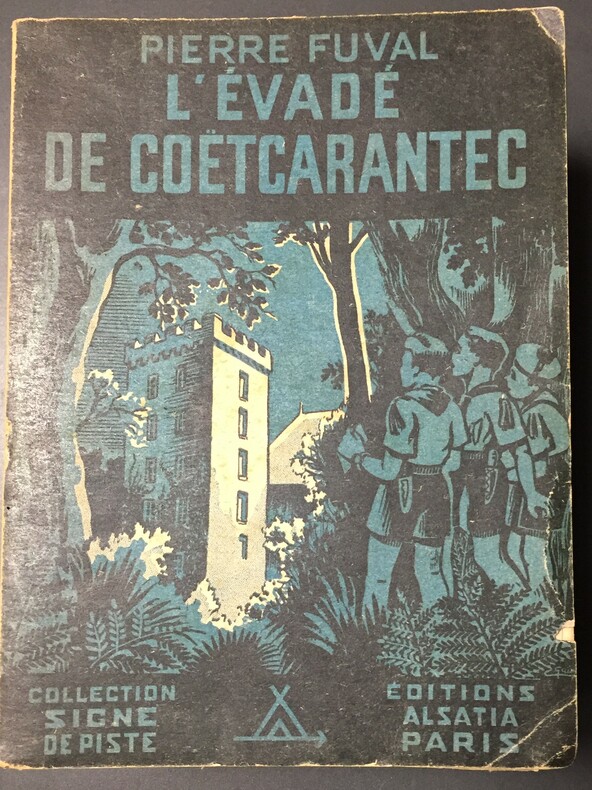 PIERRE FUVAL
L'ÉVADÉ
DE COËTCARANTEC
COLLECTION
SIGNE
DE PISTE
ÉDITIONS
ALSATIA
PARIS